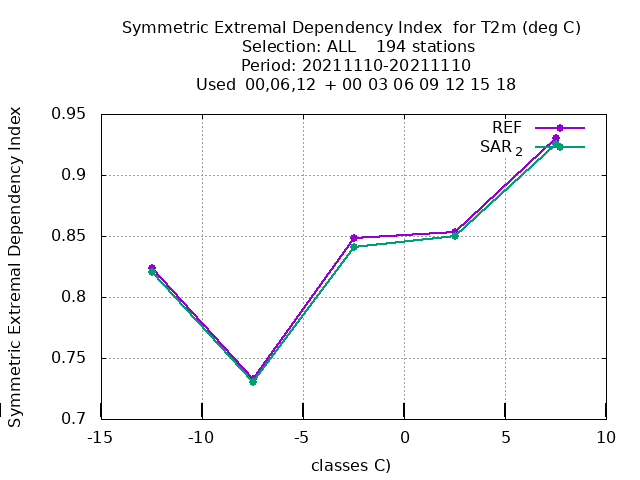 Symmetric Extremal Dependency Index  for T2m (deg C)
Selection: ALL    194 stations
Period: 20211110-20211110
Used  00,06,12  + 00 03 06 09 12 15 18
REF
SAR 2
0.95
0.9
0.85
0.8
0.75
0.7
Symmetric Extremal Dependency Index
-15
-10
-5
0
5
10
classes C)